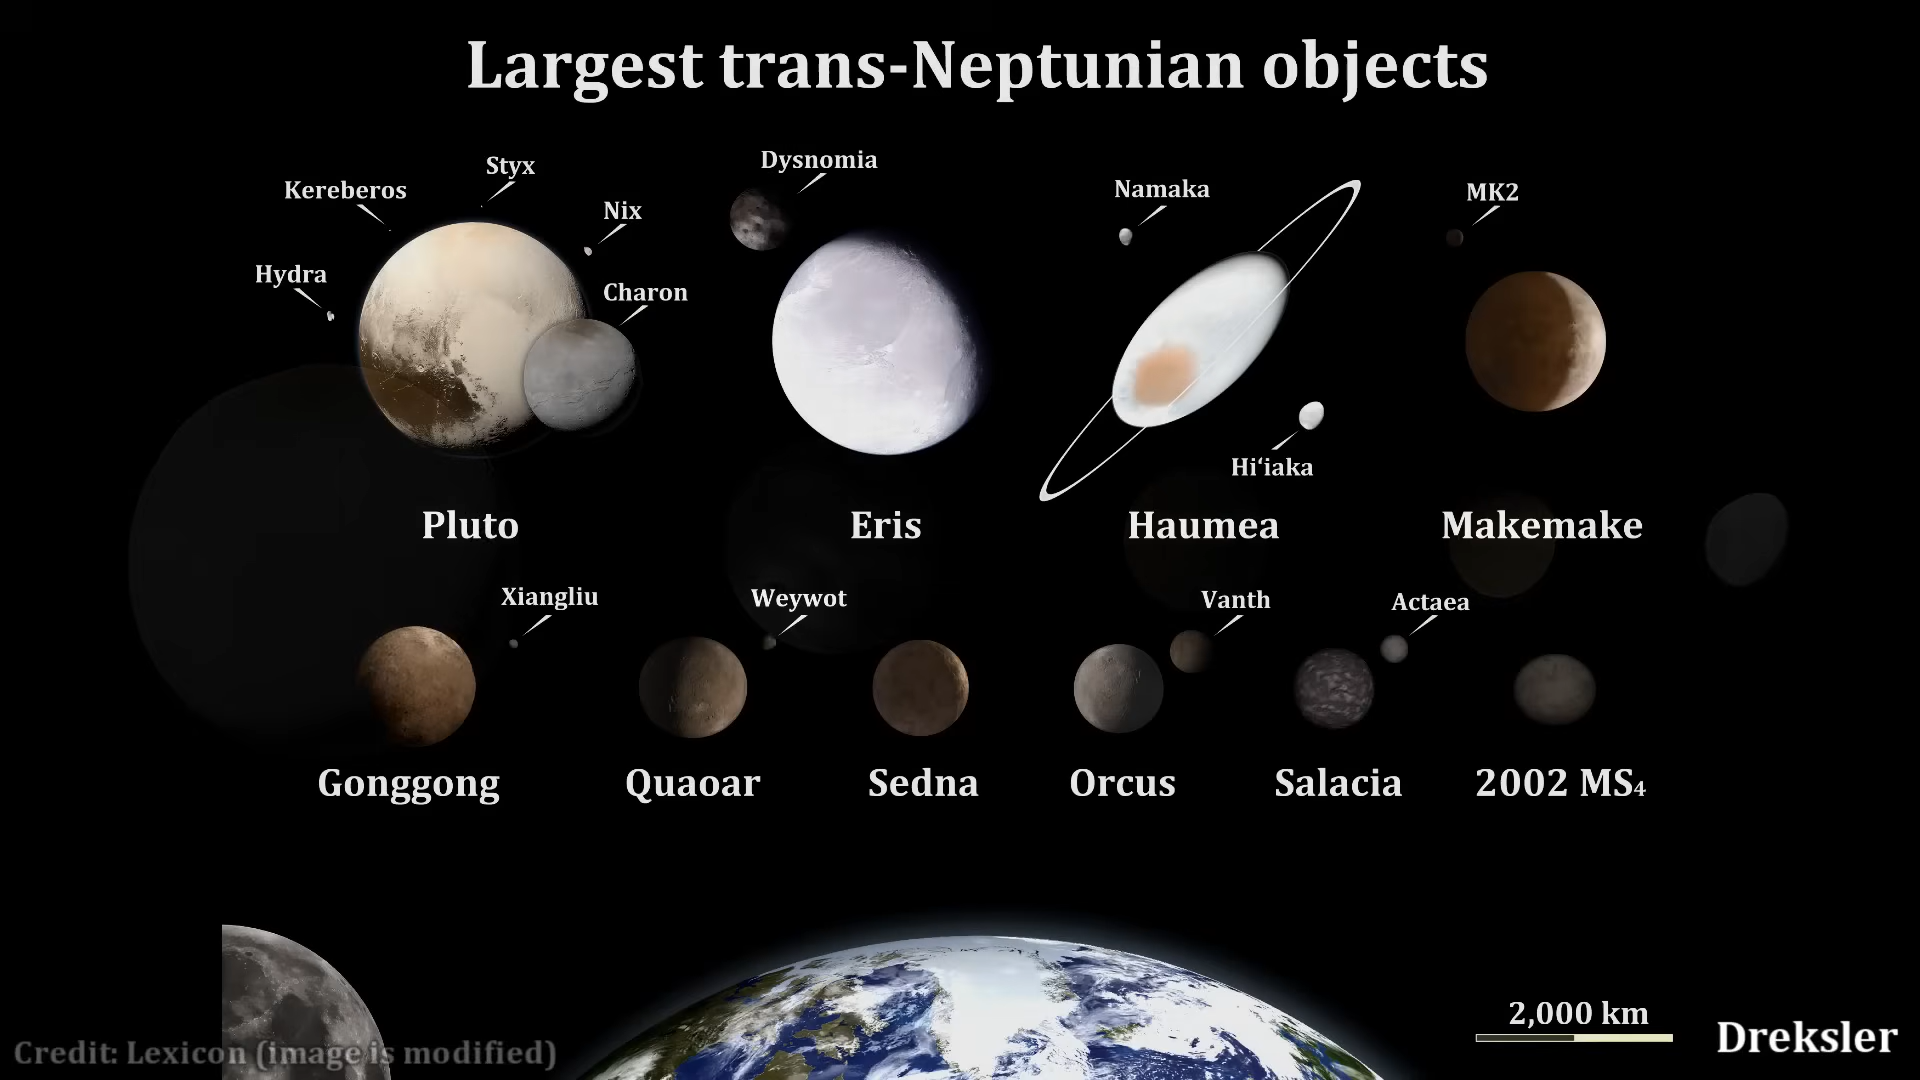 Largest trans-Neptunian objects
Styx
Dysnomia
Kereberos
Namaka
MK2
Nix
Hydra
Charon
Hi‘iaka
Pluto
Eris
Haumea
Makemake
Xiangliu
Weywot
Vanth
Actaea
Gonggong
Quaoar
Sedna
Orcus
Salacia
2002 MS₄
2,000 km
Dreksler
Credit: Lexicon (image is modified)